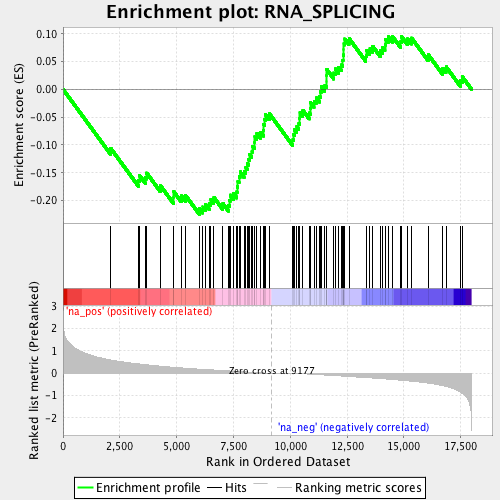 Enrichment plot: RNA_SPLICING
Enrichment score (ES)
0.10
0.05
0.00
-0.05
-0.10
-0.15
-0.20
Ranked list metric (PreRanked)
'na_pos' (positively correlated)
3
2
1
0
-1
-2
Zero cross at 9177
'na_neg' (negatively correlated)
0
2,500
5,000
7,500
10,000
12,500
15,000
17,500
Rank in Ordered Dataset
Enrichment profile
Hits
Ranking metric scores